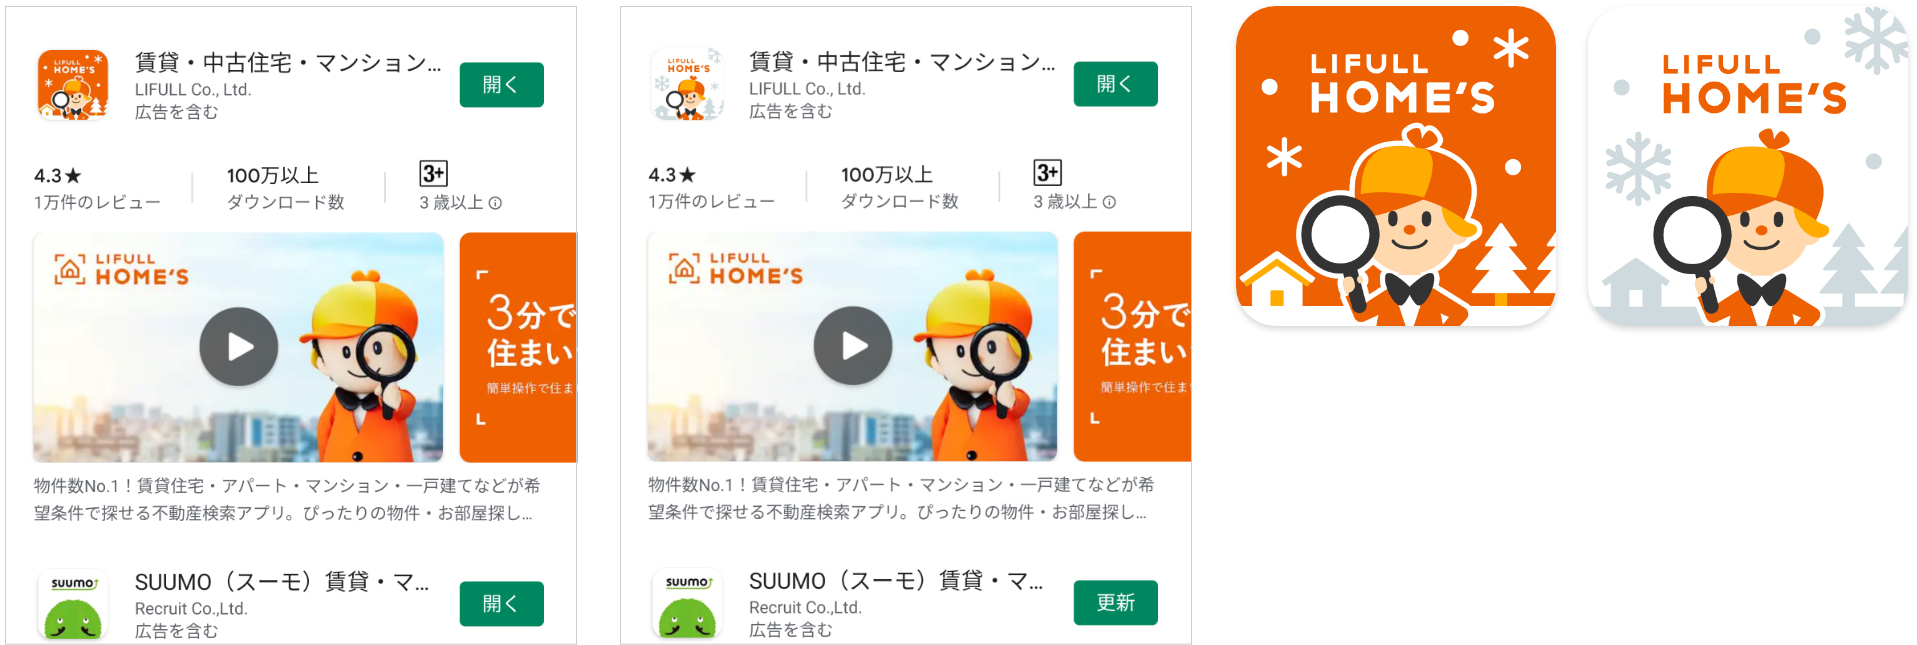 LIFULL
HOME'S
賃貸・中古住宅・マンション...
LIFULL Co., Ltd.
広告を含む
開く
4.3★
1万件のレビュー
100万以上
ダウンロード数
3+
3 歳以上
LIFULL
HOME'S
3分で
住まい
簡単操作で住ま
物件数No.1！賃貸住宅・アパート・マンション・一戸建てなどが希
望条件で探せる不動産検索アプリ。ぴったりの物件・お部屋探し...
suumo
SUUMO（スーモ）賃貸・マ...
Recruit Co.,Ltd.
広告を含む
開く
LIFULL
HOME'S
賃貸・中古住宅・マンション...
LIFULL Co., Ltd.
広告を含む
開く
4.3★
1万件のレビュー
100万以上
ダウンロード数
3+
3 歳以上
LIFULL
HOME'S
3分で
住まい
簡単操作で住ま
物件数No.1！賃貸住宅・アパート・マンション・一戸建てなどが希
望条件で探せる不動産検索アプリ。ぴったりの物件・お部屋探し...
suumo
SUUMO（スーモ）賃貸・マ...
Recruit Co.,Ltd.
広告を含む
更新
LIFULL
HOME'S
LIFULL
HOME'S